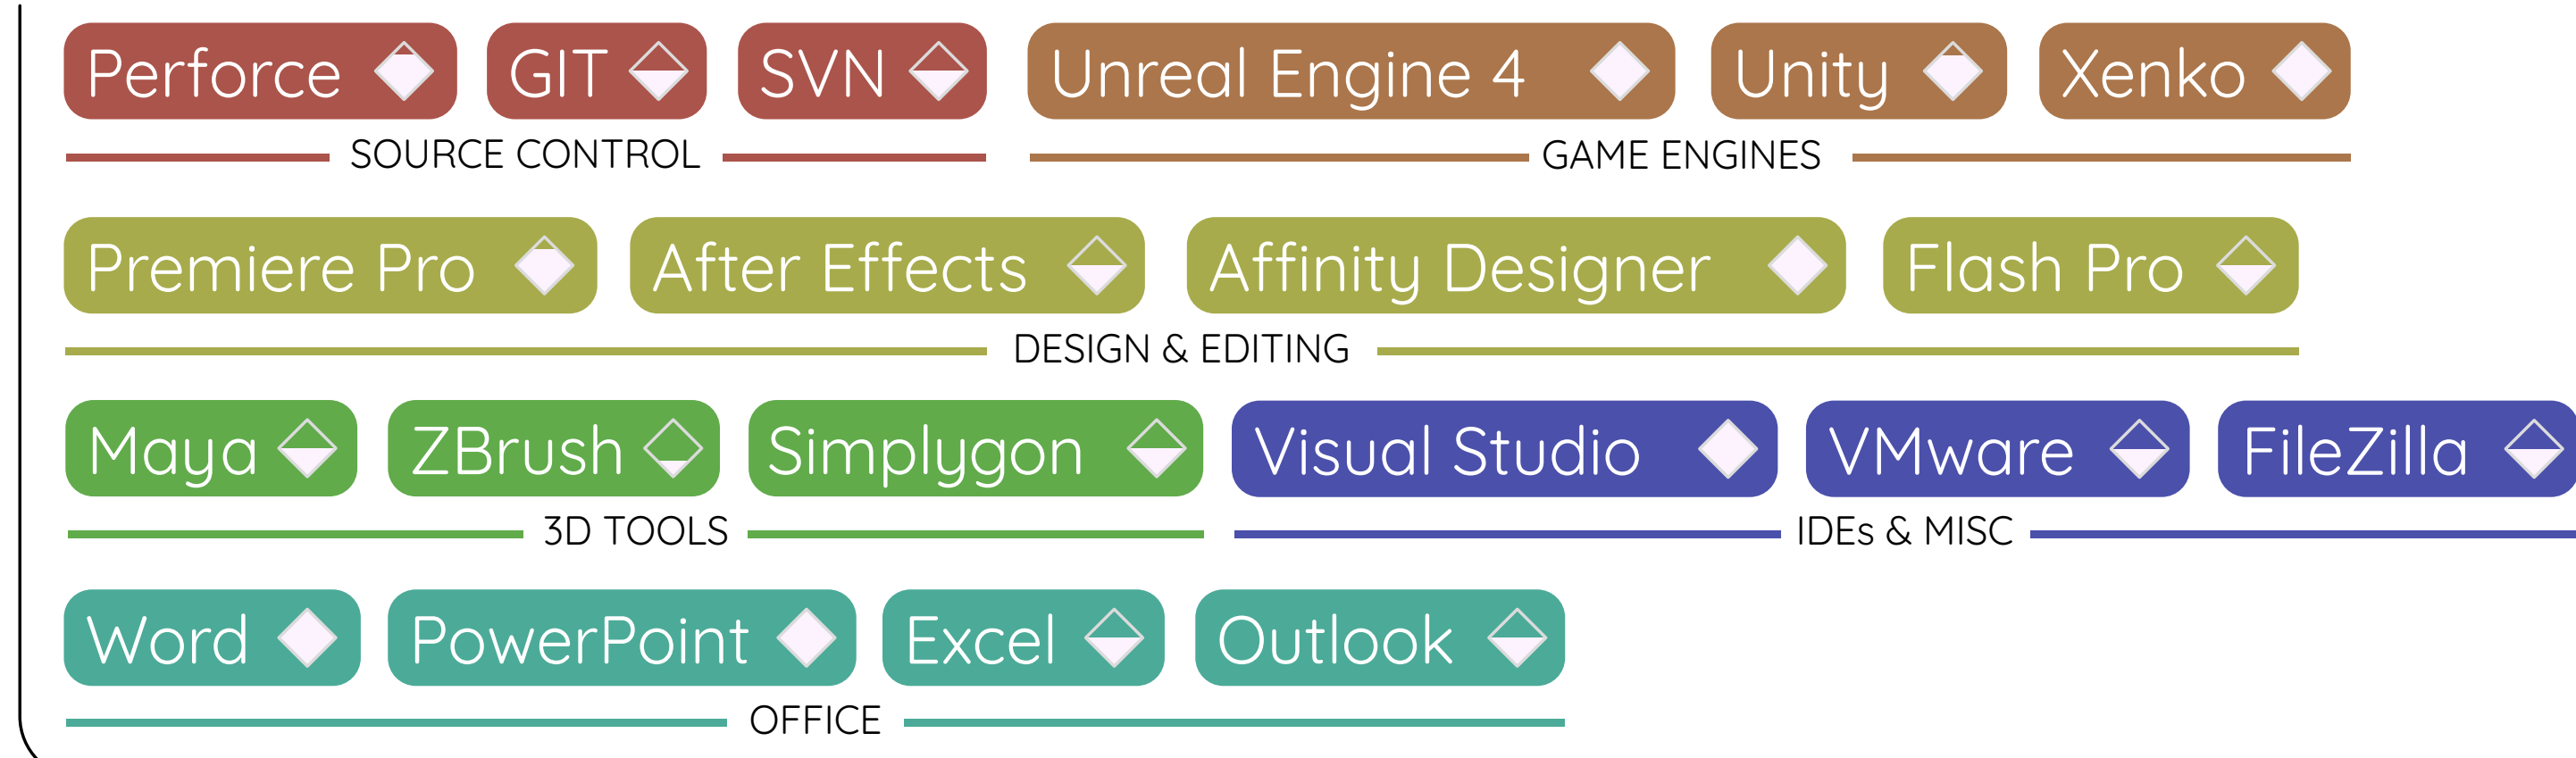 Perforce GIT SVN Unreal Engine 4 Unity Xenko
SOURCE CONTROL GAME ENGINES
Premiere Pro After Effects Affinity Designer Flash Pro
DESIGN & EDITING
Maya ZBrush Simplygon Visual Studio VMware FileZilla
3D TOOLS IDEs & MISC
Word PowerPoint Excel Outlook
OFFICE